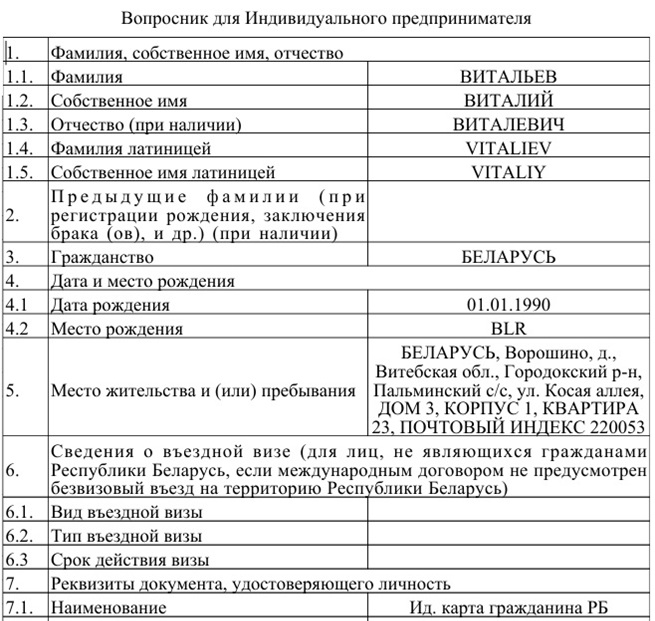 Вопросник для Индивидуального предпринимателя
1. Фамилия, собственное имя, отчество
1.1. Фамилия ВИТАЛЬЕВ
1.2. Собственное имя ВИТАЛИЙ
1.3. Отчество (при наличии) ВИТАЛЕВИЧ
1.4. Фамилия латиницей VITALIEV
1.5. Собственное имя латиницей VITALIY
2. Предыдущие фамилии (при
регистрации рождения, заключения
брака (ов), и др.) (при наличии)
3. Гражданство БЕЛАРУСЬ
4. Дата и место рождения
4.1 Дата рождения 01.01.1990
4.2 Место рождения BLR
5. Место жительства и (или) пребывания
БЕЛАРУСЬ, Ворошино, д.,
Витебская обл., Городокский р-н,
Пальминский с/с, ул. Косая аллея,
ДОМ 3, КОРПУС 1, КВАРТИРА
23, ПОЧТОВЫЙ ИНДЕКС 220053
6. Сведения о въездной визе (для лиц, не являющихся гражданами
Республики Беларусь, если международным договором не предусмотрен
безвизовый въезд на территорию Республики Беларусь)
6.1. Вид въездной визы
6.2. Тип въездной визы
6.3 Срок действия визы
7. Реквизиты документа, удостоверяющего личность
7.1. Наименование Ид. карта гражданина РБ